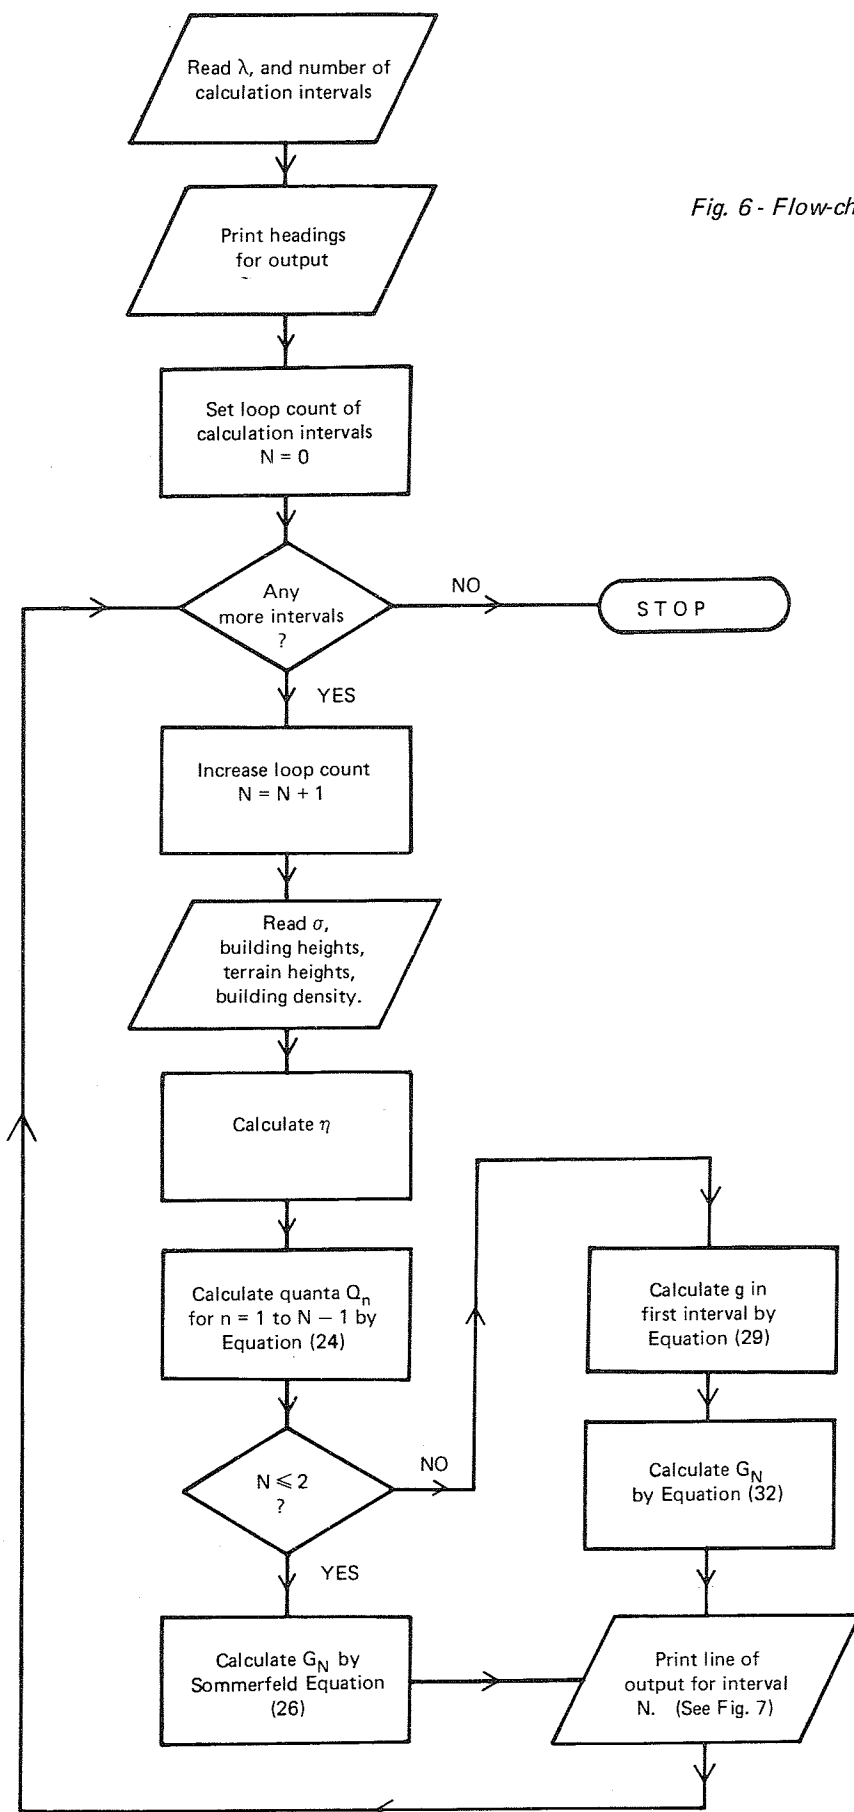 Read λ, and number of
calculation intervals
Fig. 6 - Flow-ch
Print headings
for output
Set loop count of
calculation intervals
N = 0
Any
more intervals
?
NO
STOP
YES
Increase loop count
N = N + 1
Read σ,
building heights,
terrain heights,
building density.
Calculate η
Calculate quanta Qn
for n = 1 to N − 1 by
Equation (24)
Calculate g in
first interval by
Equation (29)
N ⩽ 2
?
NO
Calculate GN
by Equation (32)
YES
Calculate GN by
Sommerfeld Equation
(26)
Print line of
output for interval
N. (See Fig. 7)